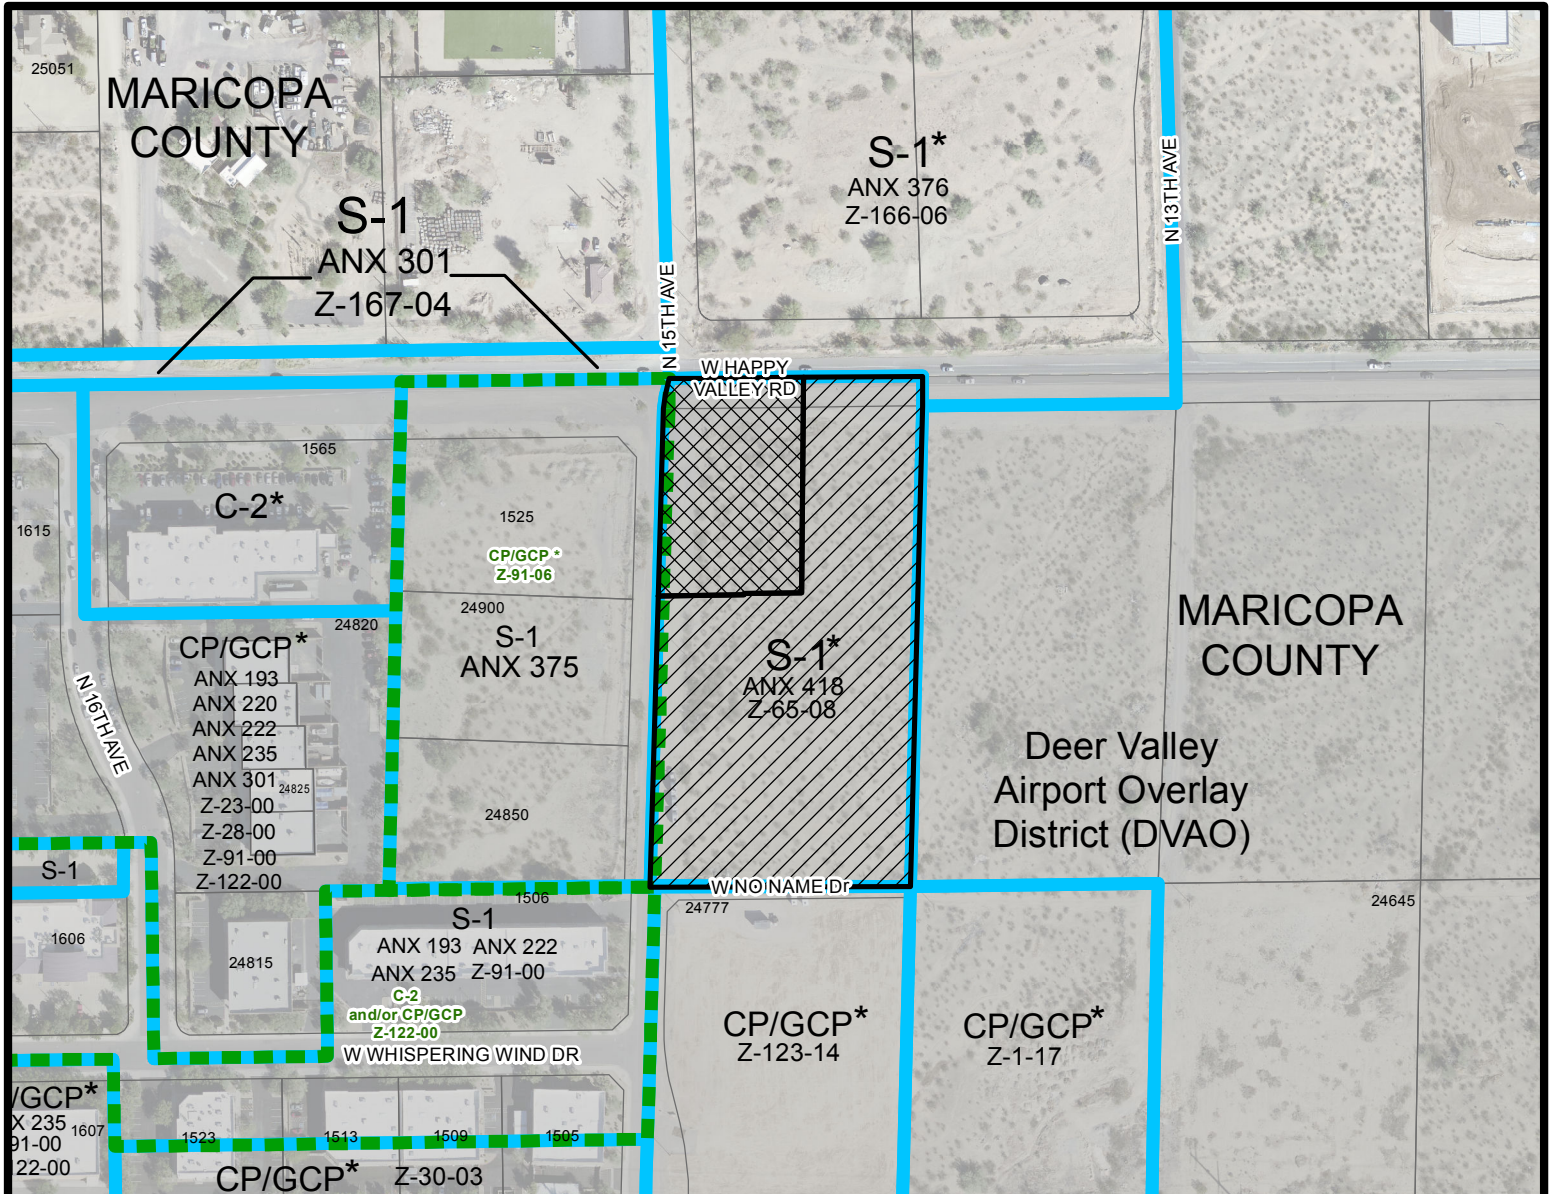 25051
MARICOPA
COUNTY
S-1
ANX 301
Z-167-04
S-1*
ANX 376
Z-166-06
N 13TH AVE
N 15TH AVE
W HAPPY
VALLEY RD
1565
C-2*
1615
1525
CP/GCP *
Z-91-06
24900
S-1
ANX 375
24820
CP/GCP*
ANX 193
ANX 220
ANX 222
ANX 235
ANX 301
Z-23-00
Z-28-00
Z-91-00
Z-122-00
24825
N 16TH AVE
S-1*
ANX 418
Z-65-08
MARICOPA
COUNTY
Deer Valley
Airport Overlay
District (DVAO)
24850
S-1
W NO NAME Dr
1506
24777
24645
S-1
ANX 193 ANX 222
ANX 235 Z-91-00
C-2
and/or CP/GCP
Z-122-00
1606
24815
W WHISPERING WIND DR
CP/GCP*
Z-123-14
CP/GCP*
Z-1-17
/GCP*
X 235
91-00
122-00
1607
1523
1513
1509
1505
CP/GCP* Z-30-03